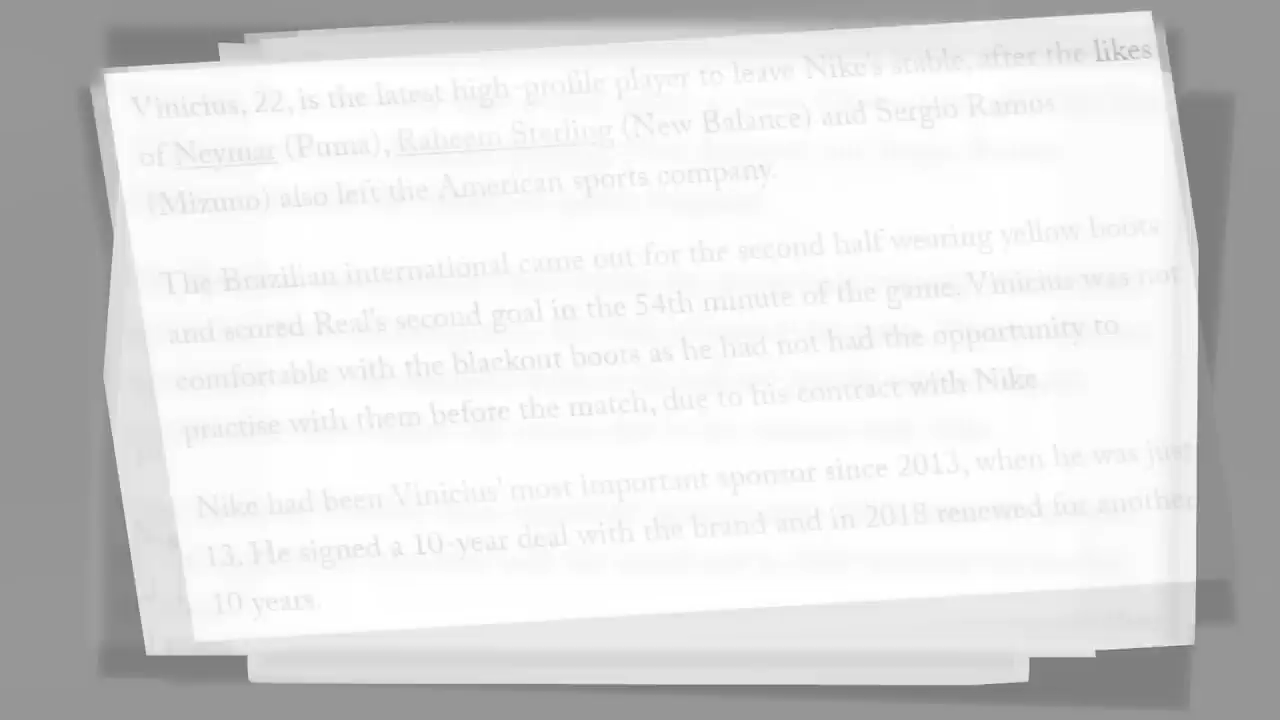 Vinicius, 22, is the latest high-profile player to leave Nike's stable, after the likes
of Neymar (Puma), Raheem Sterling (New Balance) and Sergio Ramos
(Mizuno) also left the American sports company.
The Brazilian international came out for the second half wearing yellow boots
and scored Real's second goal in the 54th minute of the game. Vinicius was not
comfortable with the blackout boots as he had not had the opportunity to
practise with them before the match, due to his contract with Nike
Nike had been Vinicius' most important sponsor since 2013, when he was just
13. He signed a 10-year deal with the brand and in 2018 renewed for another
10 years.